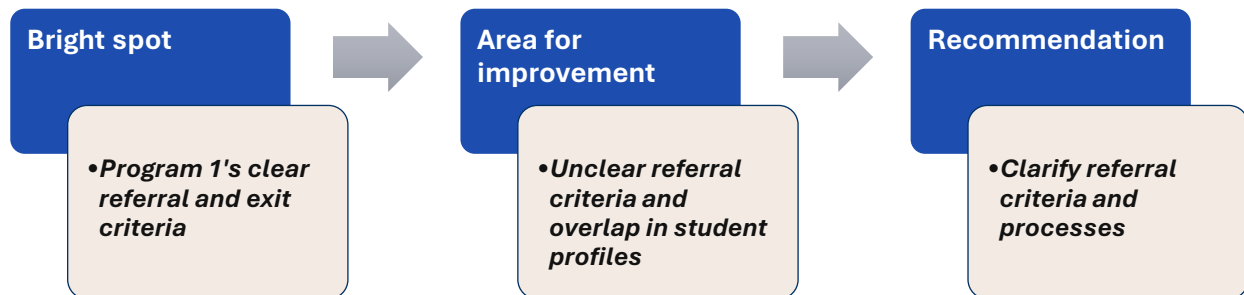 Bright spot
•Program 1's clear
referral and exit
criteria
Area for
improvement
•Unclear referral
criteria and
overlap in student
profiles
Recommendation
•Clarify referral
criteria and
processes